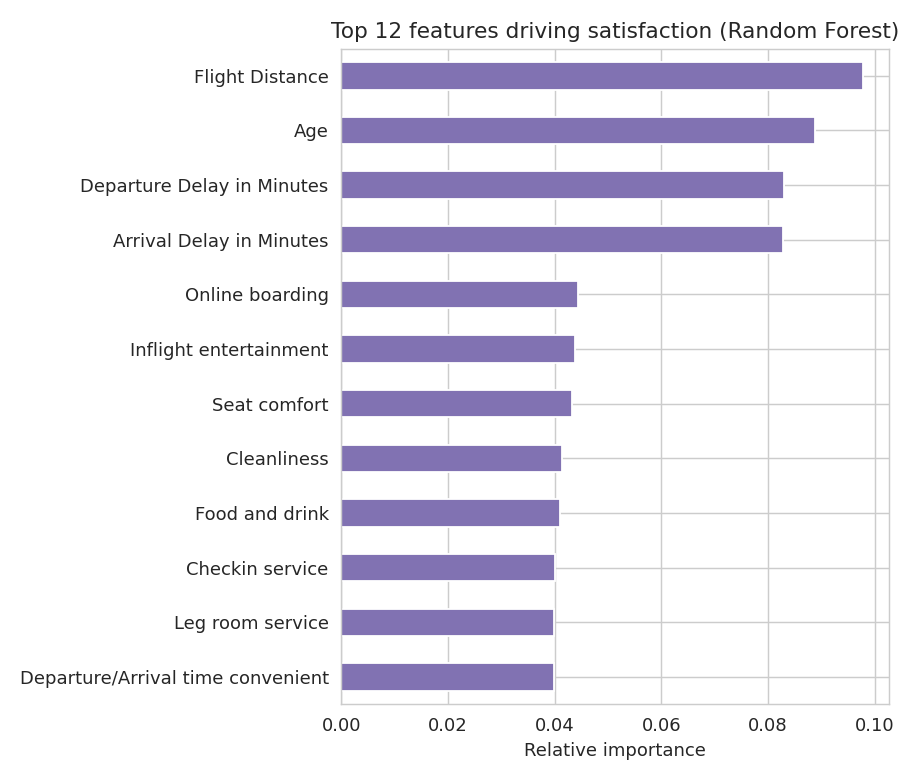 Top 12 features driving satisfaction (Random Forest)
Flight Distance
Age
Departure Delay in Minutes
Arrival Delay in Minutes
Online boarding
Inflight entertainment
Seat comfort
Cleanliness
Food and drink
Checkin service
Leg room service
Departure/Arrival time convenient
0.00 0.02 0.04 0.06 0.08 0.10
Relative importance